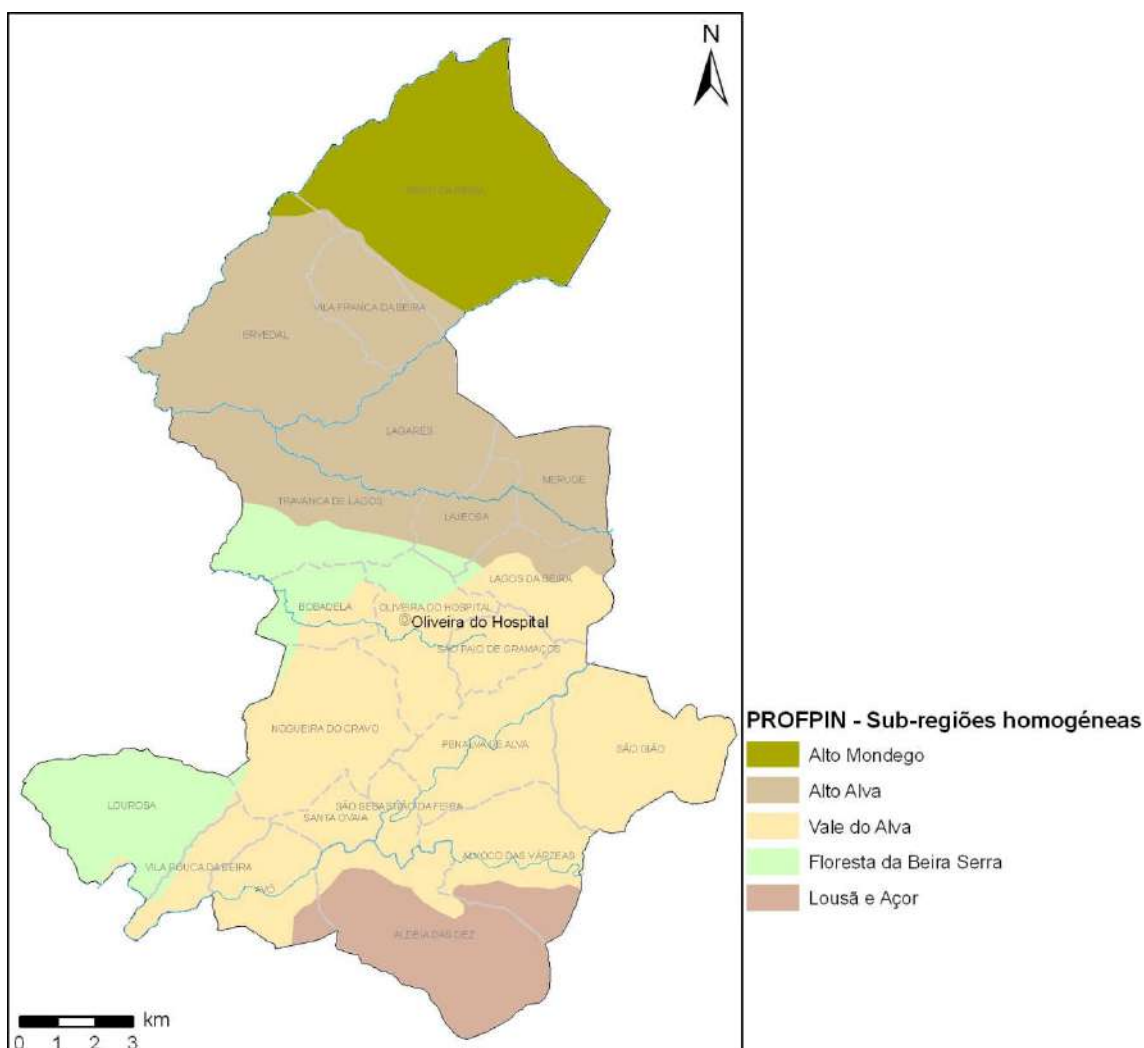 N
ERVEDAL
VILA FRANCA DA BEIRA
LAGARES
MERUGE
TRAVANCA DE LAGOS
LAJEOSA
LAGOS DA BEIRA
BOBADELA
OLIVEIRA DO HOSPITAL
Oliveira do Hospital
SÃO PAIO DE GRAMAÇOS
NOGUEIRA DO CRAVO
PENALVA DE ALVA
SÃO GIÃO
LOUROSA
SÃO SEBASTIÃO DA FEIRA
SANTA OVAIA
VILA POUCA DA BEIRA
ALVOCO DAS VÁRZEAS
AVÔ
ALDEIA DAS DEZ
km
0 1 2 3
PROFPIN - Sub-regiões homogéneas
Alto Mondego
Alto Alva
Vale do Alva
Floresta da Beira Serra
Lousã e Açor